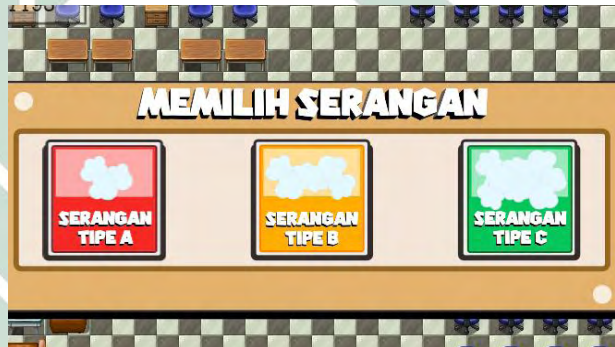 MEMILIH SERANGAN
SERANGAN
TIPE A
SERANGAN
TIPE B
SERANGAN
TIPE C